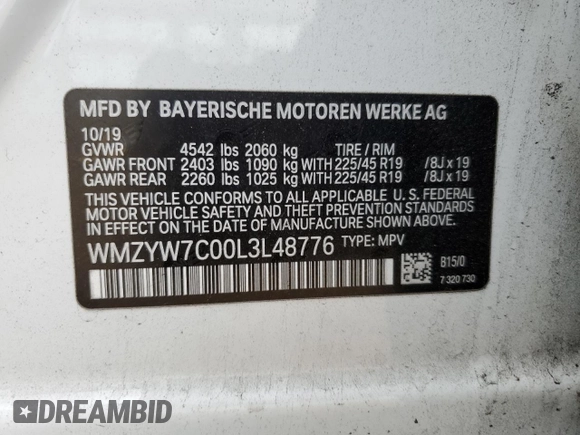 MFD BY BAYERISCHE MOTOREN WERKE AG
10/19
GVWR 4542 lbs 2060 kg TIRE / RIM
GAWR FRONT 2403 lbs 1090 kg WITH 225/45 R19 /8J x 19
GAWR REAR 2260 lbs 1025 kg WITH 225/45 R19 /8J x 19
THIS VEHICLE CONFORMS TO ALL APPLICABLE U. S. FEDERAL
MOTOR VEHICLE SAFETY AND THEFT PREVENTION STANDARDS
IN EFFECT ON THE DATE OF MANUFACTURE SHOWN ABOVE.
WMZYW7C00L3L48776 TYPE: MPV
B15/0
7 320 730
DREAMBID